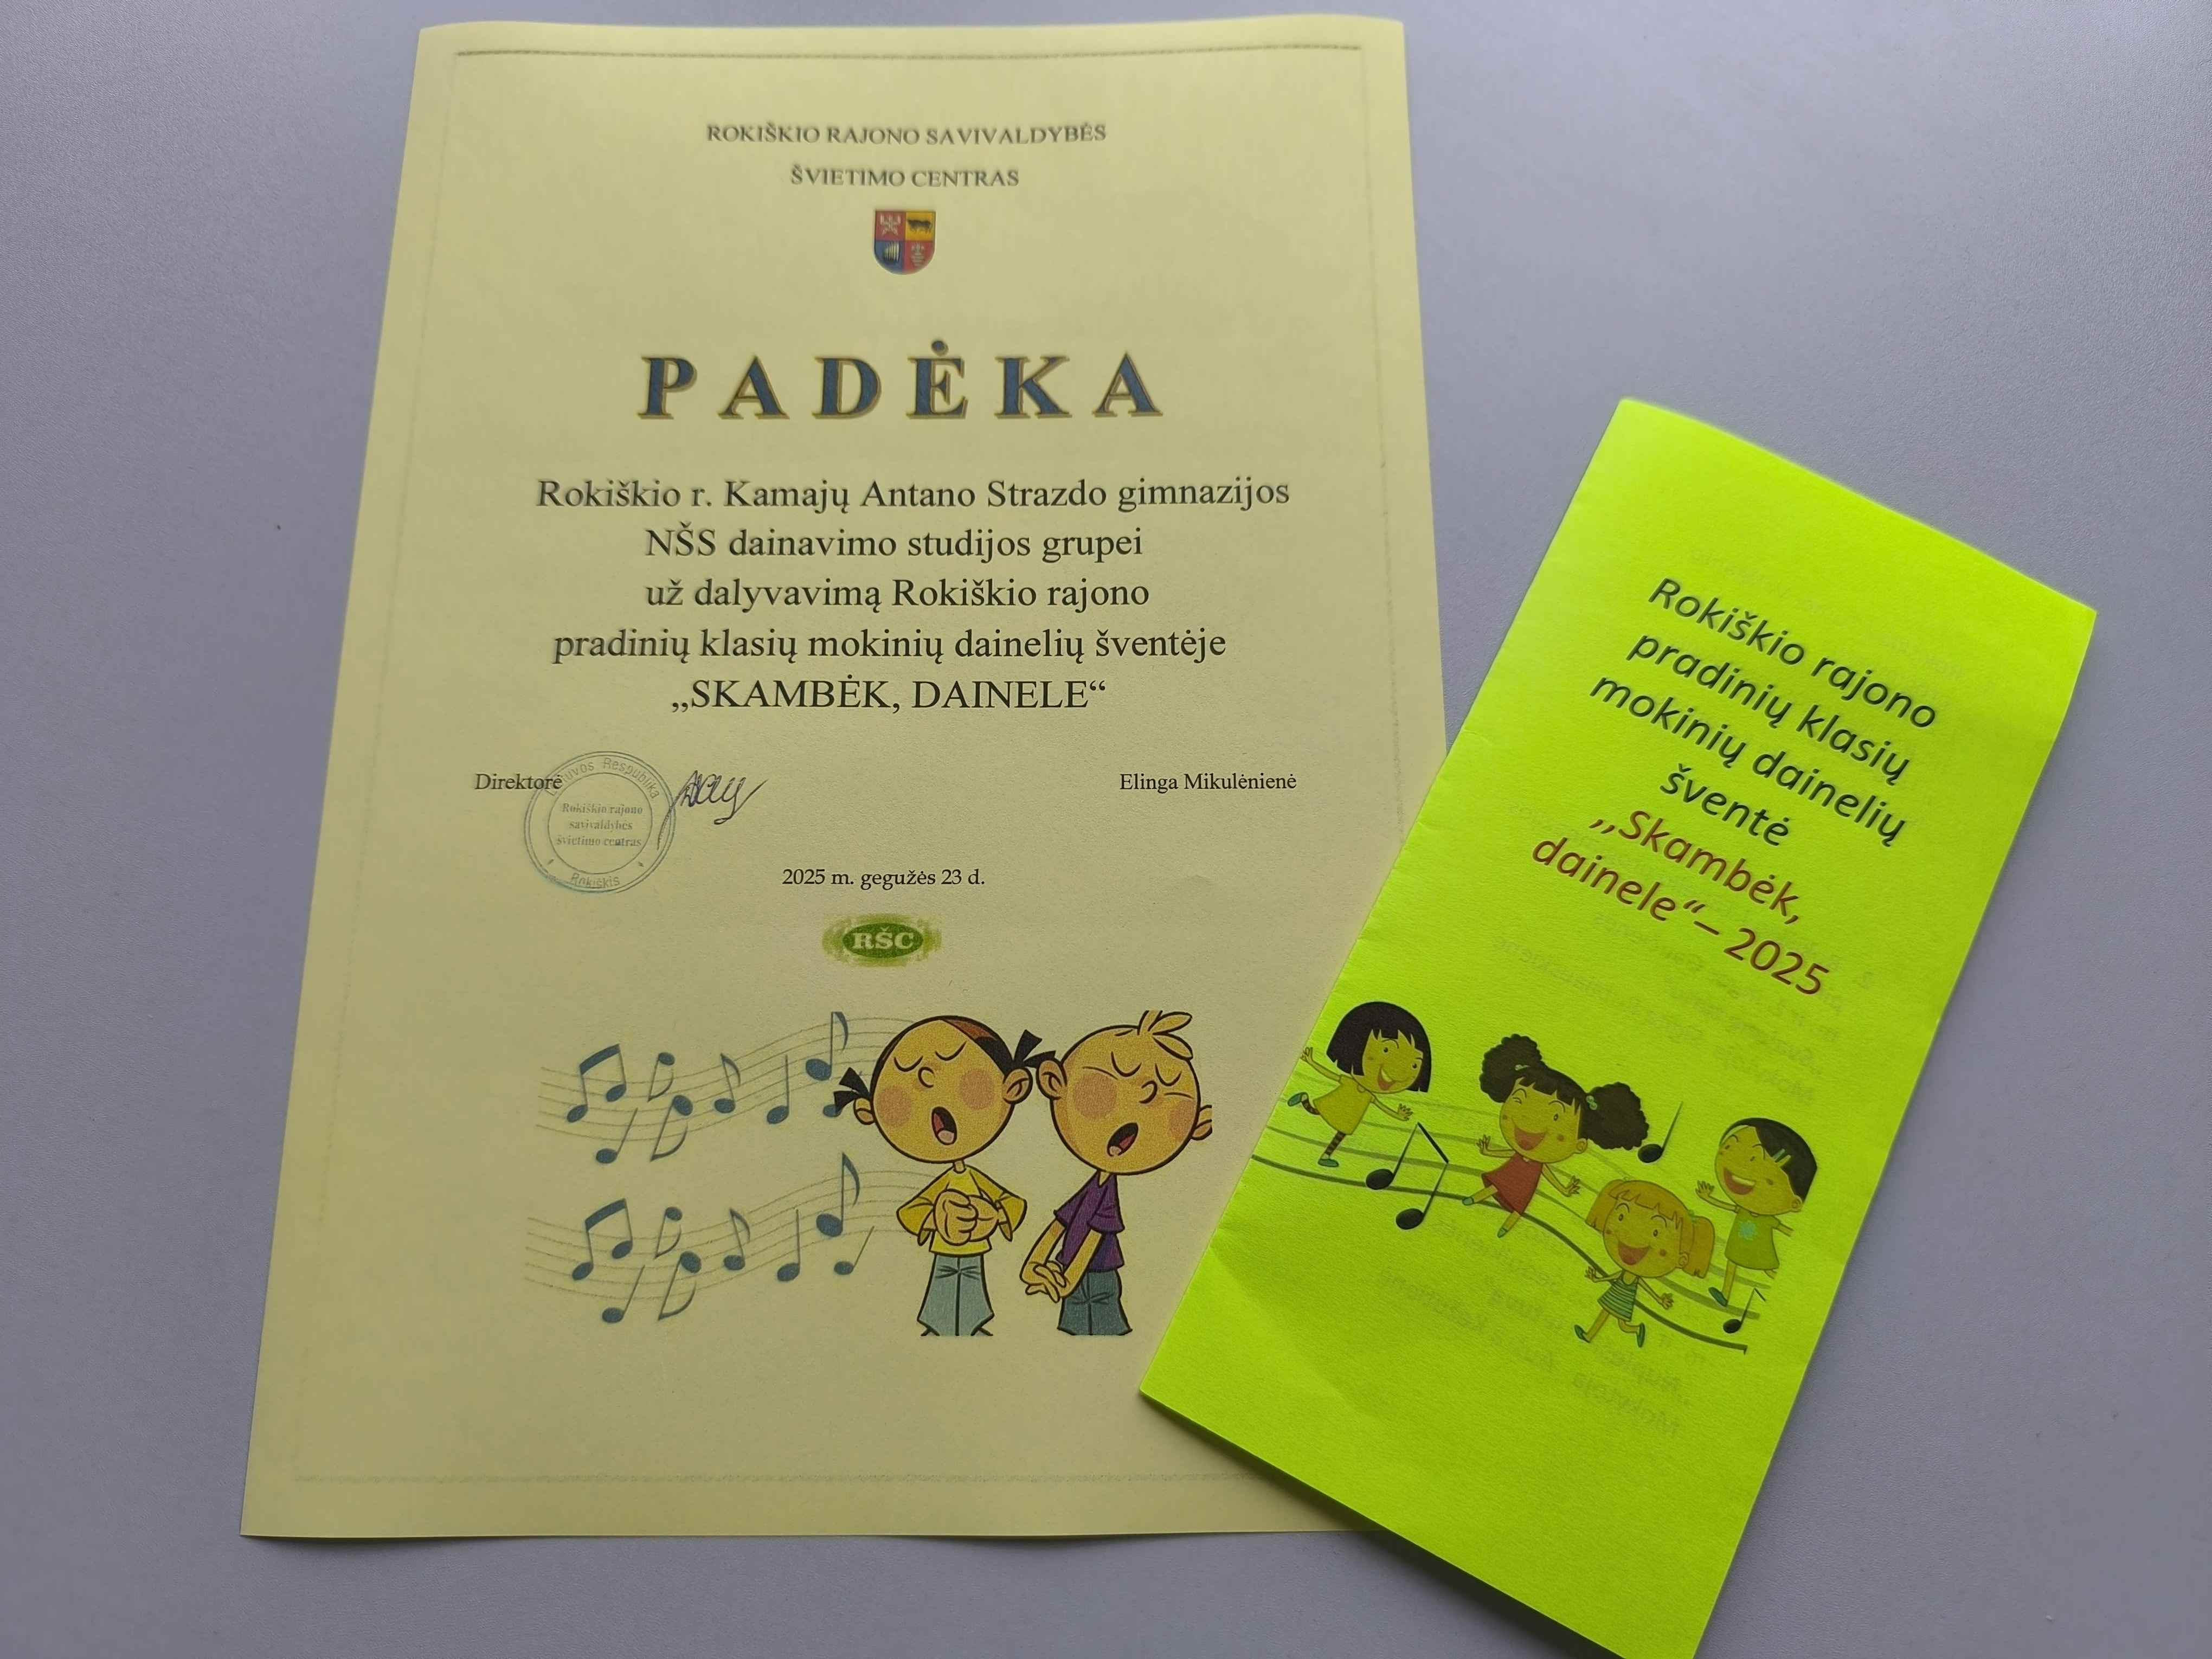 ROKIŠKIO RAJONO SAVIVALDYBĖS
ŠVIETIMO CENTRAS
PADĖKA
Rokiškio r. Kamajų Antano Strazdo gimnazijos
NŠS dainavimo studijos grupei
už dalyvavimą Rokiškio rajono
pradinių klasių mokinių dainelių šventėje
„SKAMBĖK, DAINELE“
Direktorė
Elinga Mikulėnienė
Lietuvos Respublika
Rokiškio rajono
savivaldybės
švietimo centras
Rokiškis
2025 m. gegužės 23 d.
RŠC
Rokiškio rajono
pradinių klasių
mokinių dainelių
šventė
,,Skambėk,
dainele“– 2025